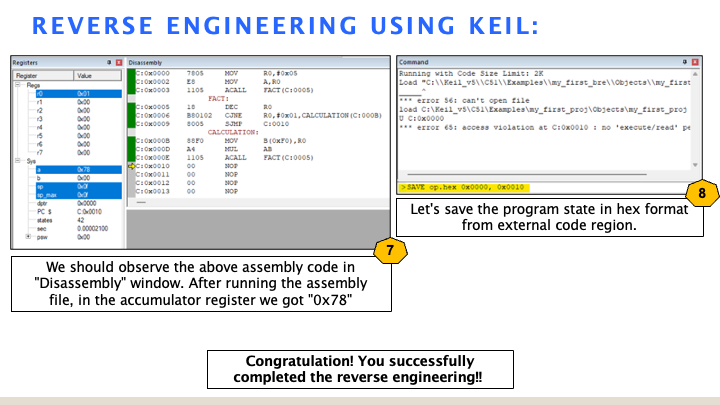 REVERSE ENGINEERING USING KEIL:
Registers
Register Value
Regs
r0 0x01
r1 0x00
r2 0x00
r3 0x00
r4 0x00
r5 0x00
r6 0x00
r7 0x00
Sys
a 0x78
b 0x00
sp 0x0f
sp_max 0x0f
dptr 0x0000
PC $ C:0x0010
states 42
sec 0.00002100
psw 0x00
Disassembly
C:0x0000 7805 MOV R0,#0x05
C:0x0002 E8 MOV A,R0
C:0x0003 1105 ACALL FACT(C:0005)
FACT:
C:0x0005 18 DEC R0
C:0x0006 B80102 CJNE R0,#0x01,CALCULATION(C:000B)
C:0x0009 8005 SJMP C:0010
CALCULATION:
C:0x000B 88F0 MOV B(0xF0),R0
C:0x000D A4 MUL AB
C:0x000E 1105 ACALL FACT(C:0005)
C:0x0010 00 NOP
C:0x0011 00 NOP
C:0x0012 00 NOP
C:0x0013 00 NOP
7
We should observe the above assembly code in
"Disassembly" window. After running the assembly
file, in the accumulator register we got "0x78"
Command
Running with Code Size Limit: 2K
Load "C:\\Keil_v5\\C51\\Examples\\my_first_bre\\Objects\\my_first
^
*** error 56: can't open file
load C:\Keil_v5\C51\Examples\my_first_proj\Objects\my_first_proj
U C:0x0000
*** error 65: access violation at C:0x0010 : no 'execute/read' pe
>SAVE op.hex 0x0000, 0x0010
8
Let's save the program state in hex format
from external code region.
Congratulation! You successfully
completed the reverse engineering!!